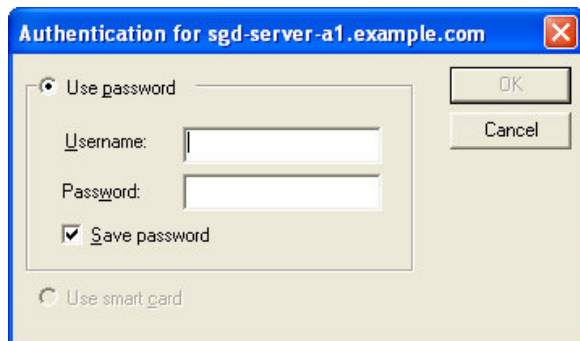 Authentication for sgd-server-a1.example.com
Use password
OK
Username:
Cancel
Password:
Save password
Use smart card